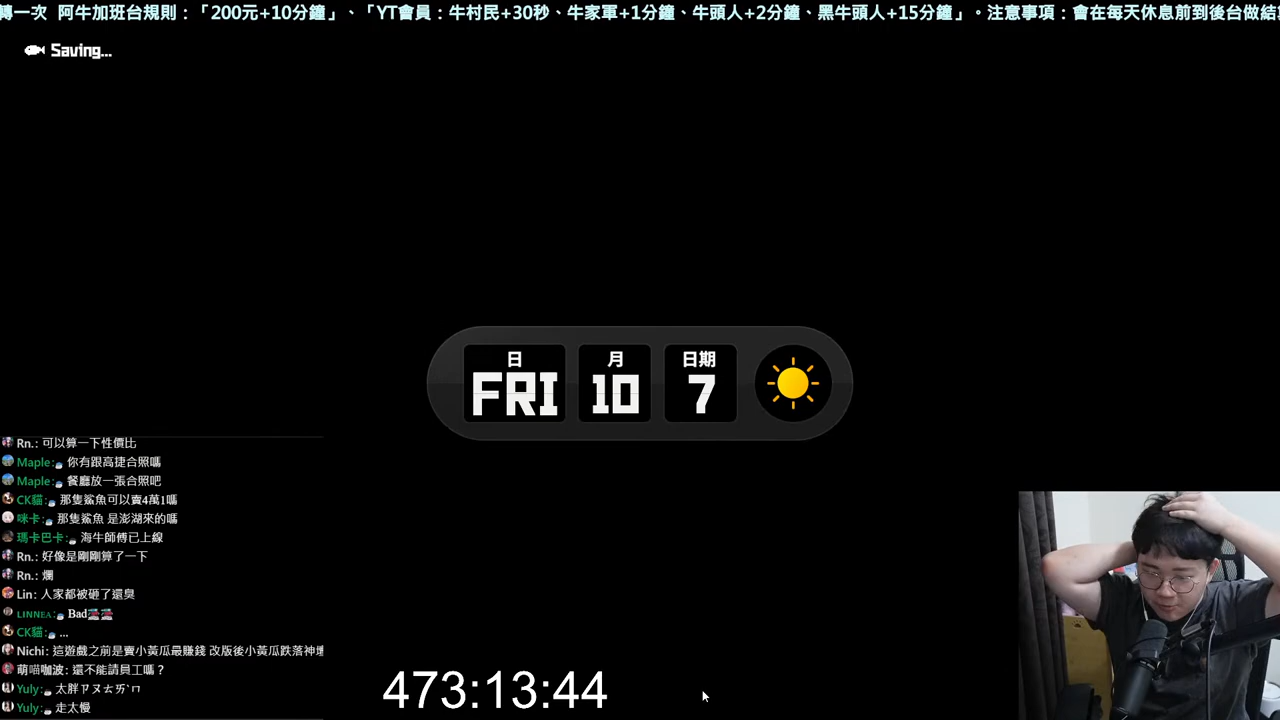 轉一次 阿牛加班台規則：「200元+10分鐘」、「YT會員：牛村民+30秒、牛家軍+1分鐘、牛頭人+2分鐘、黑牛頭人+15分鐘」。注意事項：會在每天休息前到後台做結
Saving...
日 月 日期
FRI 10 7
Rn.: 可以算一下性價比
Maple: 你有跟高捷合照嗎
Maple: 餐廳放一張合照吧
CK貓: 那隻鯊魚可以賣4萬1嗎
咪卡: 那隻鯊魚 是澎湖來的嗎
瑪卡巴卡: 海牛師傅已上線
Rn.: 好像是剛剛算了一下
Rn.: 爛
Lin: 人家都被砸了還臭
LINNEA: Bad
CK貓: ...
Nichi: 這遊戲之前是賣小黃瓜最賺錢 改版後小黃瓜跌落神壇
萌喵咖波: 還不能請員工嗎？
Yuly: 太胖ㄗㄡㄊㄞˋㄇ
Yuly: 走太慢
473:13:44